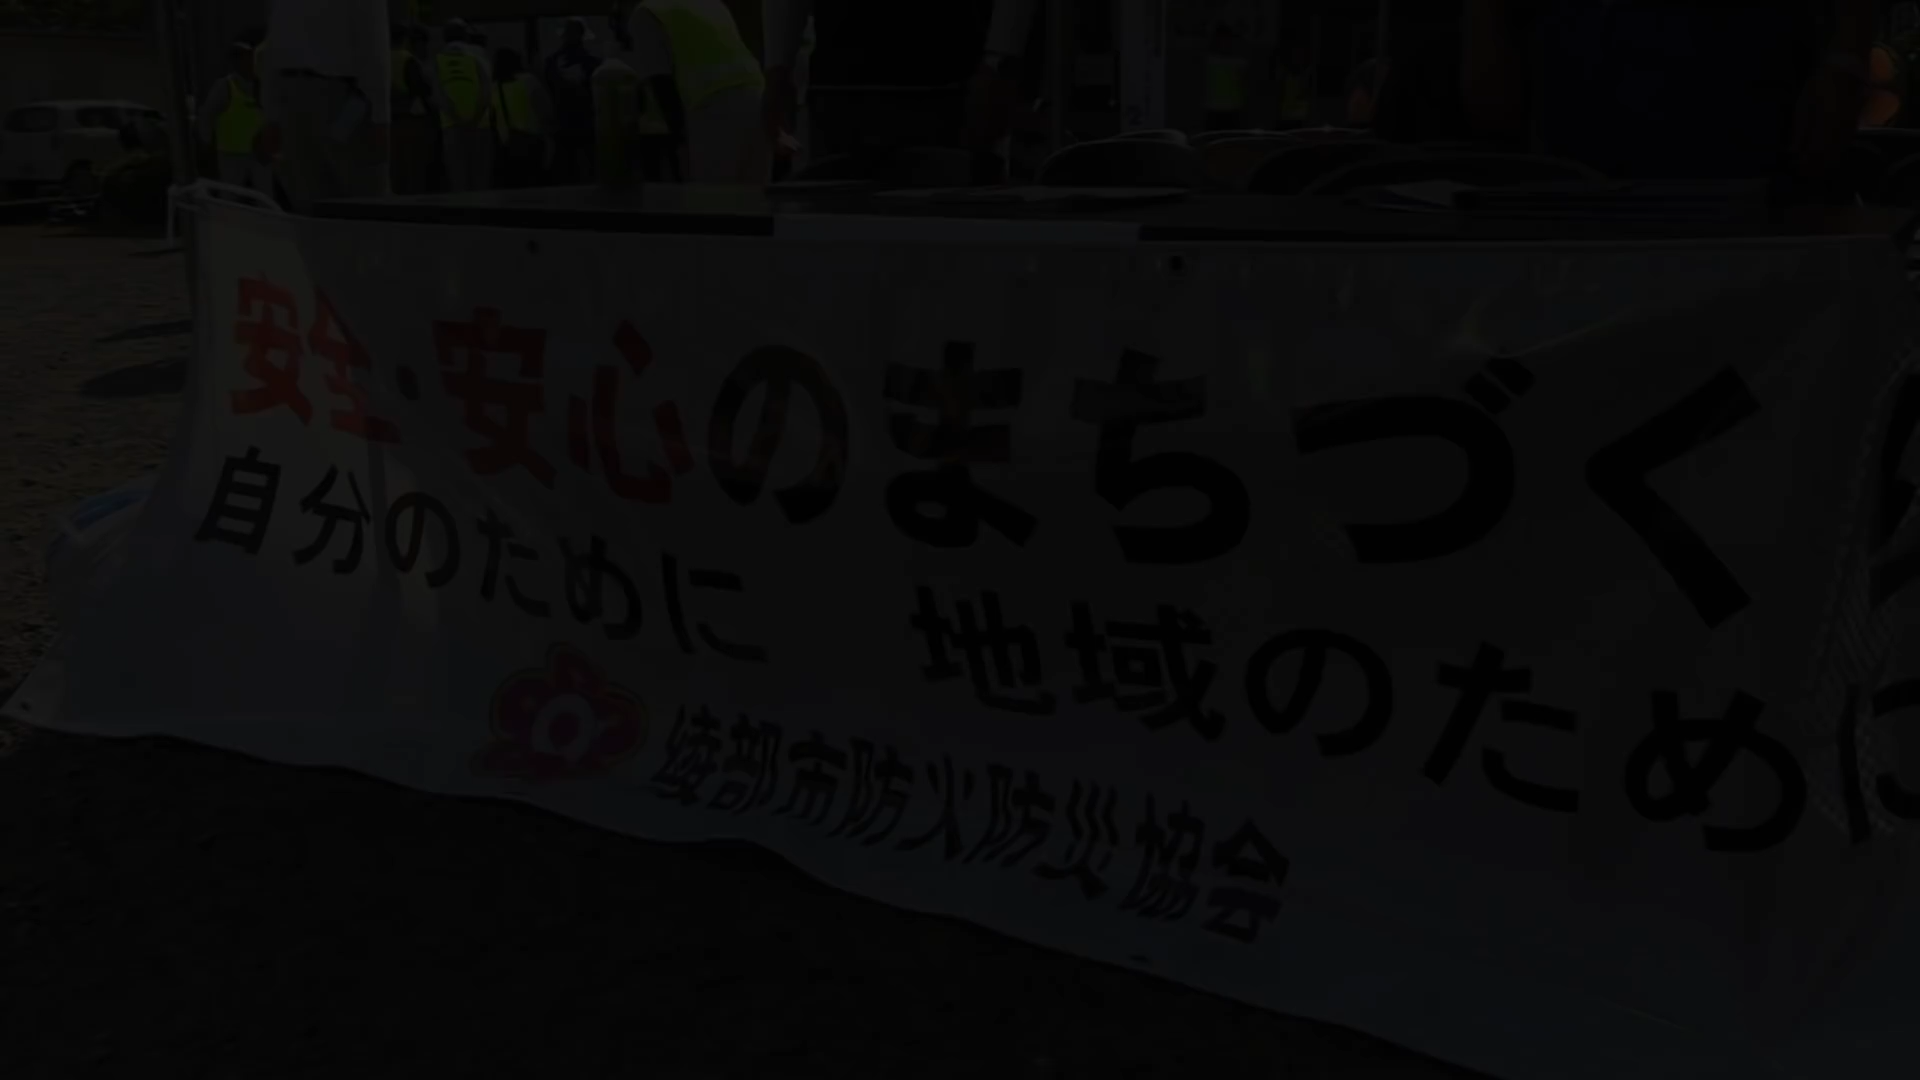 安全・安心のまちづく
自分のために 地域のために
綾部市防火防災協会